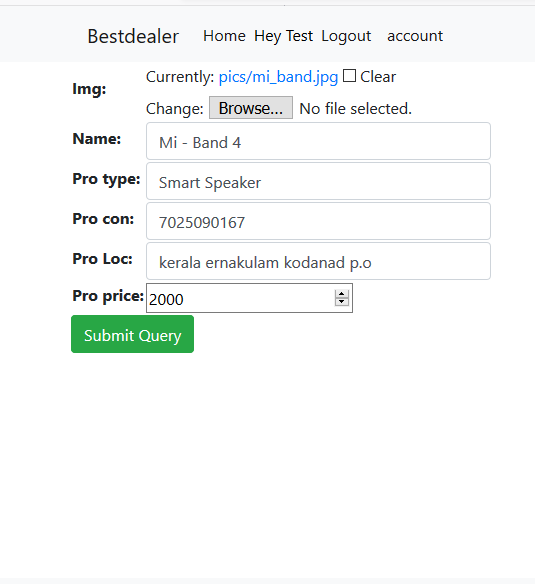 Bestdealer Home Hey Test Logout account
Img: Currently: pics/mi_band.jpg Clear
Change: Browse... No file selected.
Name: Mi - Band 4
Pro type: Smart Speaker
Pro con: 7025090167
Pro Loc: kerala ernakulam kodanad p.o
Pro price: 2000
Submit Query